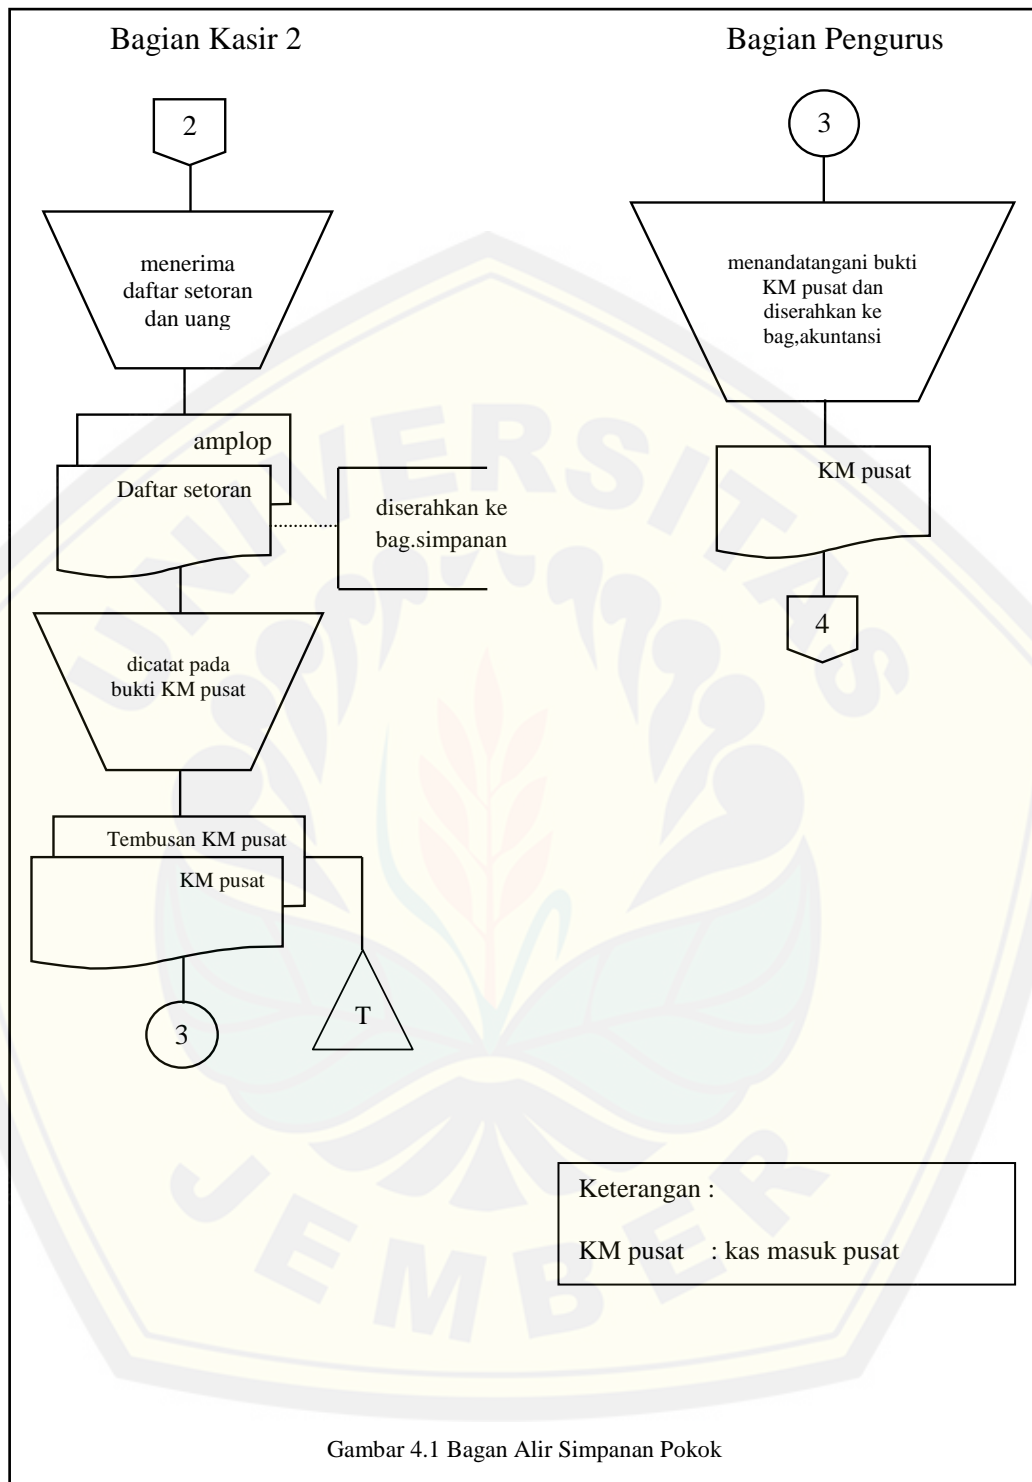 Bagian Kasir 2
2
menerima
daftar setoran
dan uang
amplop
Daftar setoran
diserahkan ke
bag.simpanan
dicatat pada
bukti KM pusat
Tembusan KM pusat
KM pusat
3
T
Bagian Pengurus
3
menandatangani bukti
KM pusat dan
diserahkan ke
bag,akuntansi
KM pusat
4
Keterangan :
KM pusat : kas masuk pusat
Gambar 4.1 Bagan Alir Simpanan Pokok
UNIVERSITAS
JEMBER